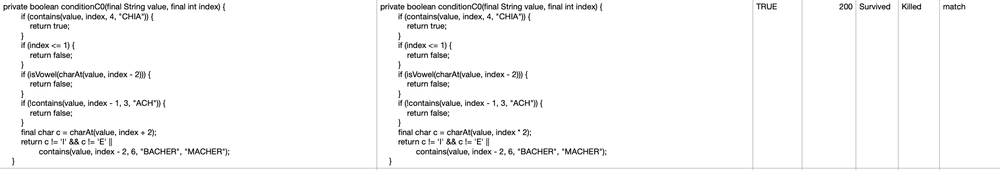 private boolean conditionC0(final String value, final int index) {
if (contains(value, index, 4, "CHIA")) {
return true;
}
if (index <= 1) {
return false;
}
if (isVowel(charAt(value, index - 2))) {
return false;
}
if (!contains(value, index - 1, 3, "ACH")) {
return false;
}
final char c = charAt(value, index + 2);
return c != 'I' && c != 'E' ||
contains(value, index - 2, 6, "BACHER", "MACHER");
}
private boolean conditionC0(final String value, final int index) {
if (contains(value, index, 4, "CHIA")) {
return true;
}
if (index <= 1) {
return false;
}
if (isVowel(charAt(value, index - 2))) {
return false;
}
if (!contains(value, index - 1, 3, "ACH")) {
return false;
}
final char c = charAt(value, index * 2);
return c != 'I' && c != 'E' ||
contains(value, index - 2, 6, "BACHER", "MACHER");
}
TRUE
200
Survived
Killed
match